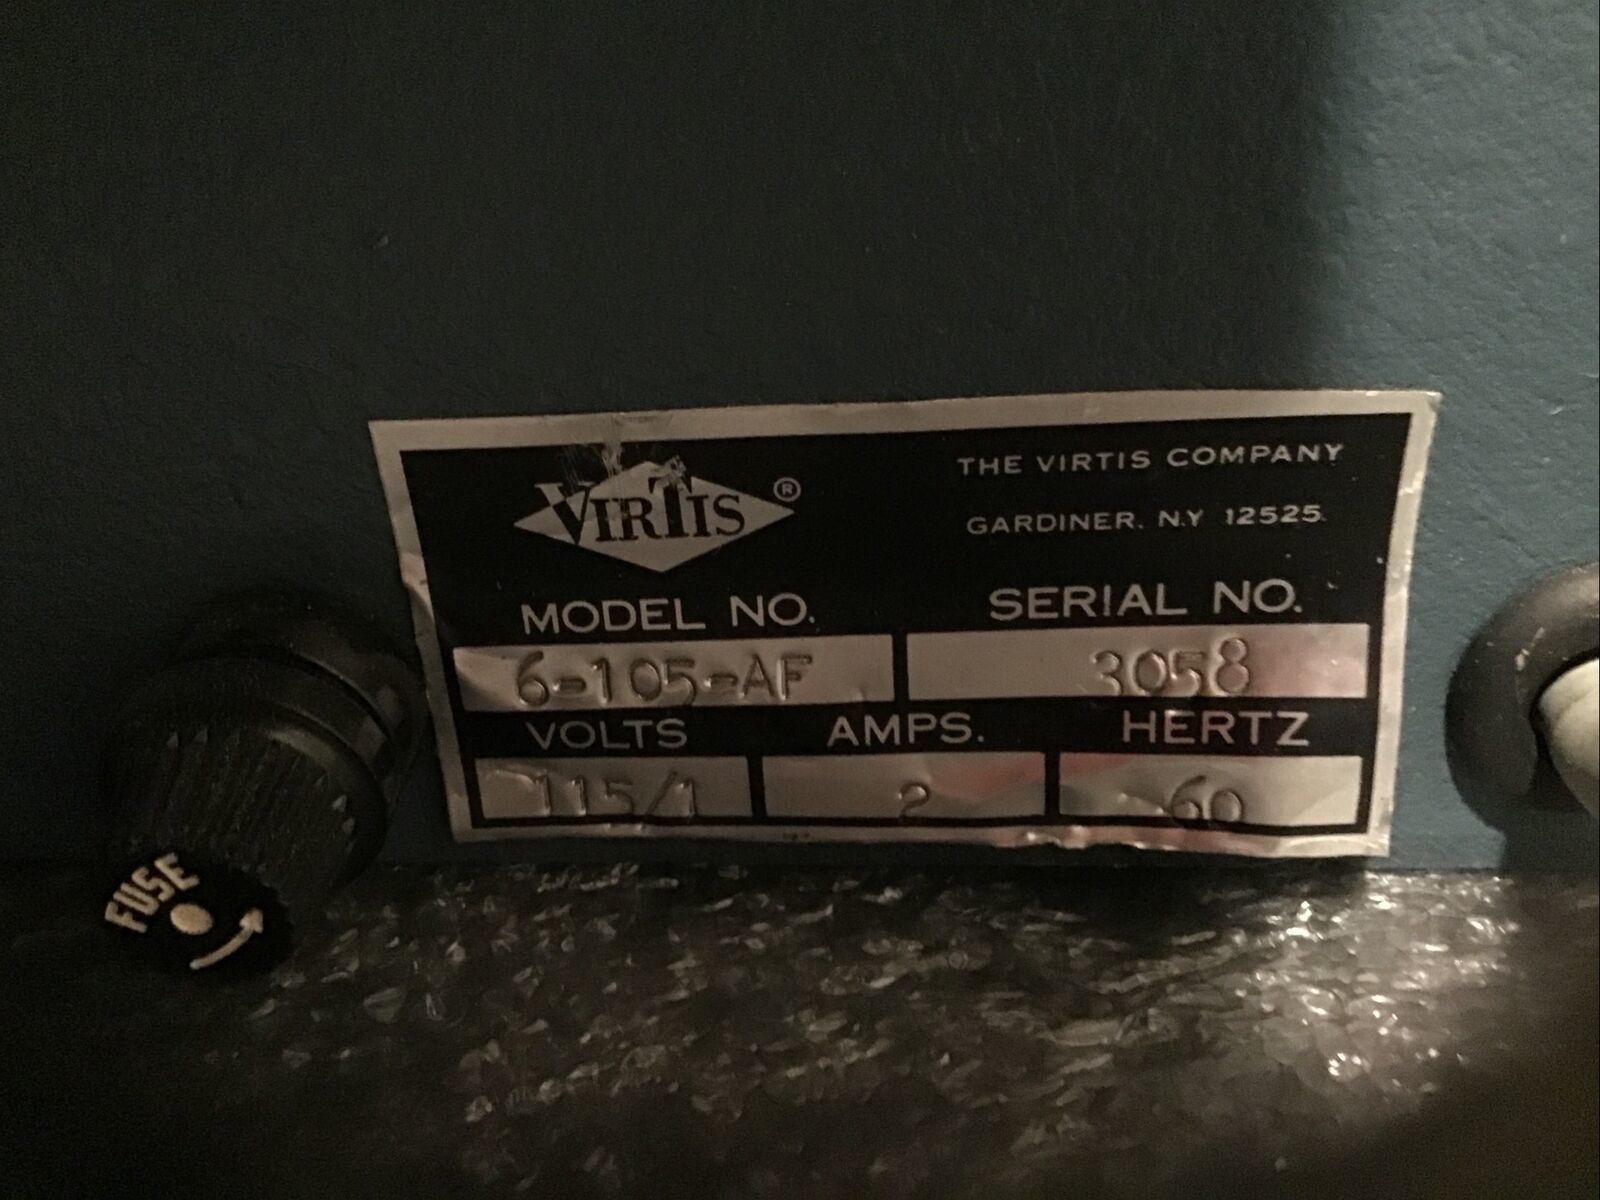 VIRTIS ®
THE VIRTIS COMPANY
GARDINER, N.Y 12525
MODEL NO.
SERIAL NO.
6-105-AF
3058
VOLTS
AMPS.
HERTZ
115/1
2
60
FUSE